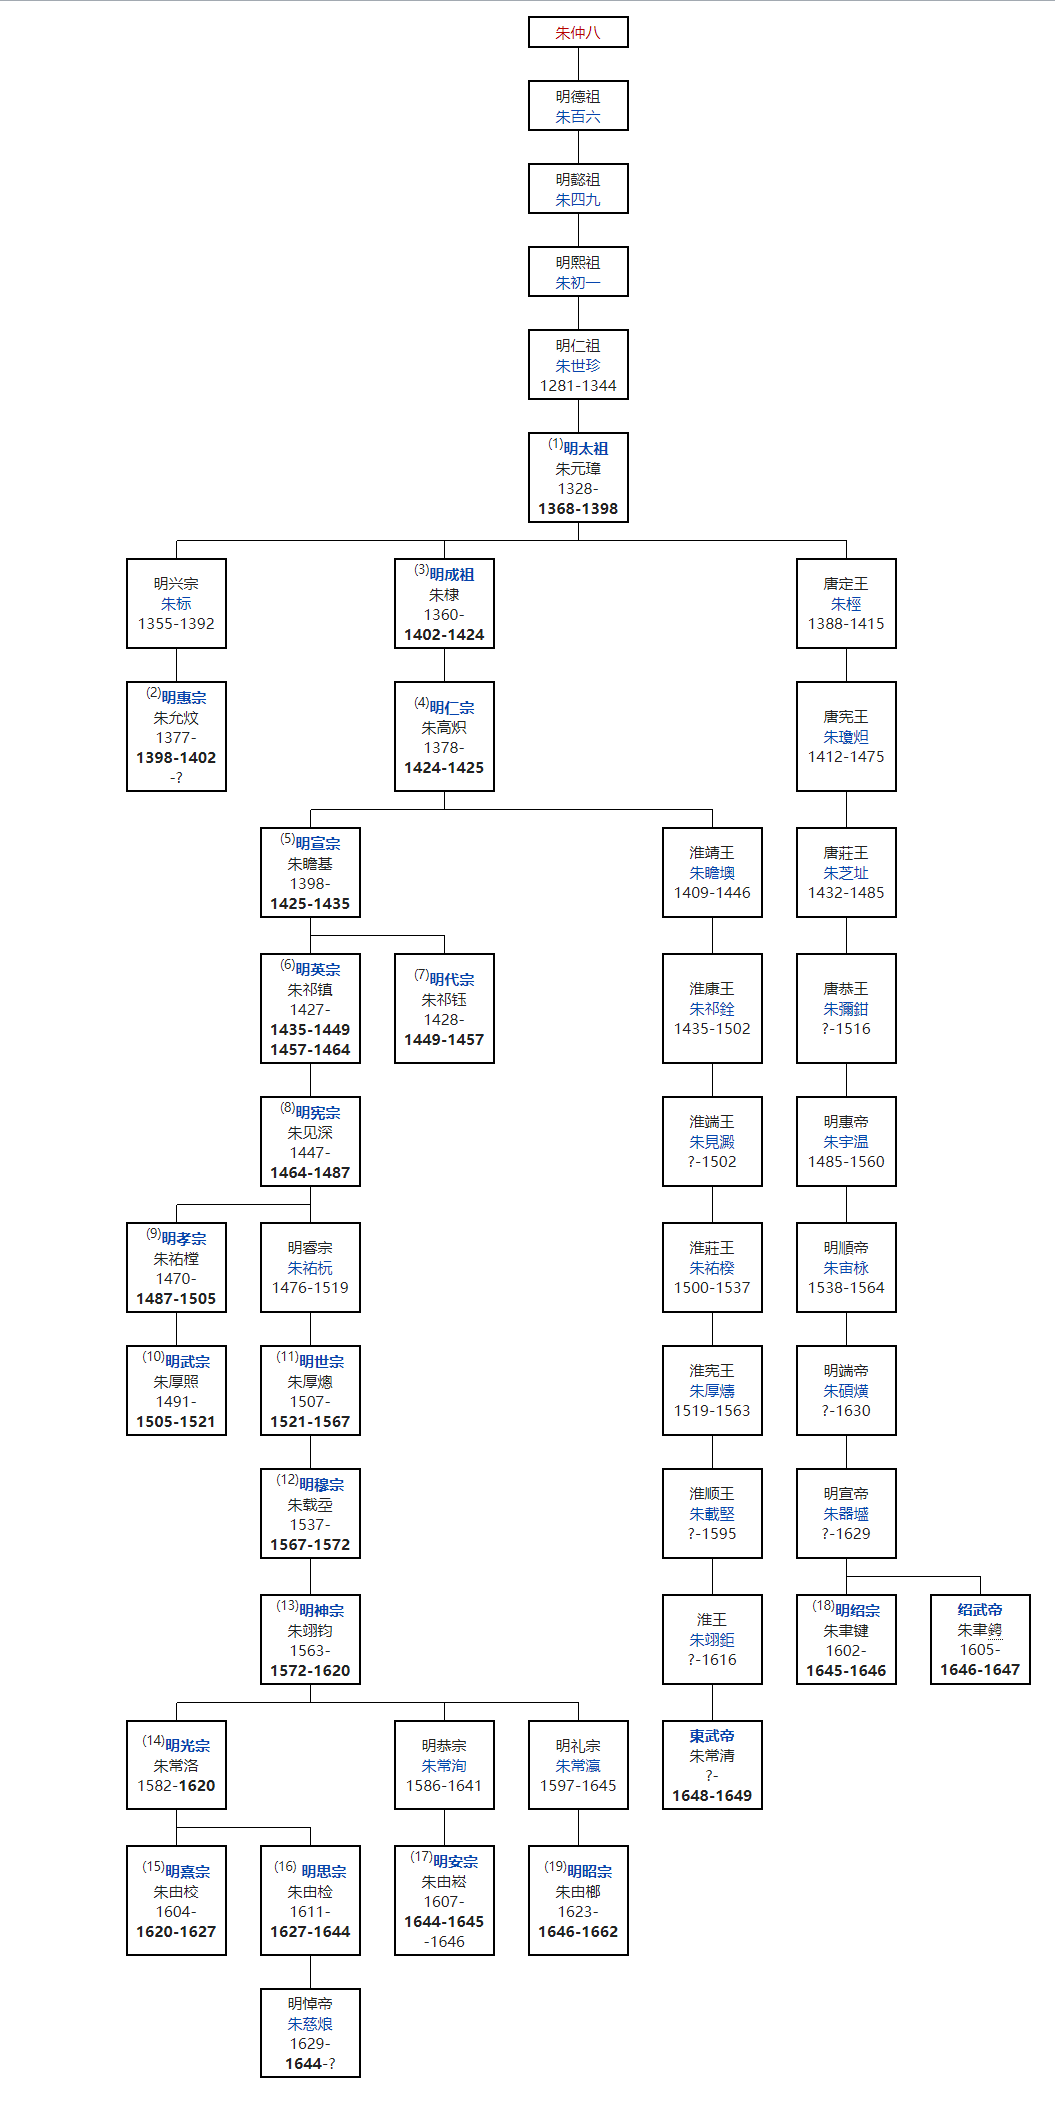 朱仲八
明德祖
朱百六
明懿祖
朱四九
明熙祖
朱初一
明仁祖
朱世珍
1281-1344
(1)明太祖
朱元璋
1328-
1368-1398
明兴宗
朱标
1355-1392
(3)明成祖
朱棣
1360-
1402-1424
唐定王
朱桱
1388-1415
(2)明惠宗
朱允炆
1377-
1398-1402
-?
(4)明仁宗
朱高炽
1378-
1424-1425
唐宪王
朱瓊炟
1412-1475
(5)明宣宗
朱瞻基
1398-
1425-1435
淮靖王
朱瞻墺
1409-1446
唐莊王
朱芝址
1432-1485
(6)明英宗
朱祁镇
1427-
1435-1449
1457-1464
(7)明代宗
朱祁钰
1428-
1449-1457
淮康王
朱祁銓
1435-1502
唐恭王
朱彌鉗
?-1516
(8)明宪宗
朱见深
1447-
1464-1487
淮端王
朱見澱
?-1502
明惠帝
朱宇温
1485-1560
(9)明孝宗
朱祐樘
1470-
1487-1505
明睿宗
朱祐杬
1476-1519
淮莊王
朱祐楑
1500-1537
明順帝
朱宙栐
1538-1564
(10)明武宗
朱厚照
1491-
1505-1521
(11)明世宗
朱厚熜
1507-
1521-1567
淮宪王
朱厚燽
1519-1563
明端帝
朱碩熿
?-1630
(12)明穆宗
朱载坖
1537-
1567-1572
淮顺王
朱載堅
?-1595
明宣帝
朱器墭
?-1629
(13)明神宗
朱翊钧
1563-
1572-1620
淮王
朱翊鉅
?-1616
(18)明绍宗
朱聿键
1602-
1645-1646
绍武帝
朱聿𨮁
1605-
1646-1647
(14)明光宗
朱常洛
1582-1620
明恭宗
朱常洵
1586-1641
明礼宗
朱常瀛
1597-1645
東武帝
朱常清
?-
1648-1649
(15)明熹宗
朱由校
1604-
1620-1627
(16) 明思宗
朱由检
1611-
1627-1644
(17)明安宗
朱由崧
1607-
1644-1645
-1646
(19)明昭宗
朱由榔
1623-
1646-1662
明悼帝
朱慈烺
1629-
1644-?